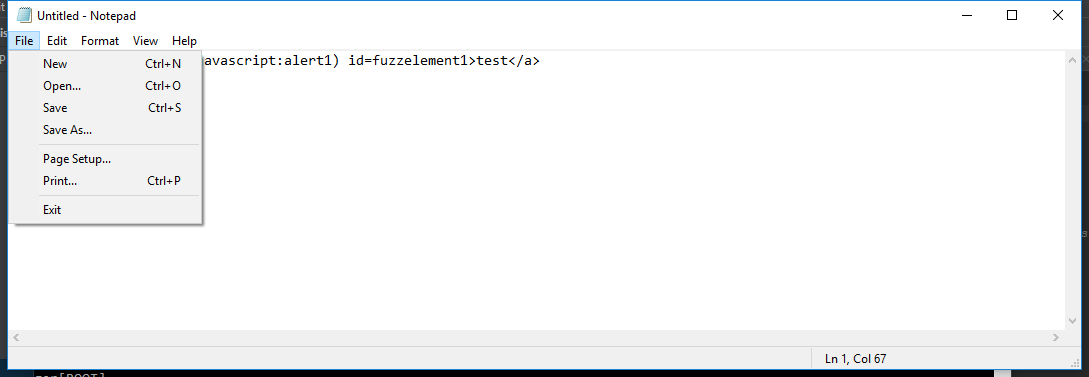 Untitled - Notepad
File Edit Format View Help
avascript:alert1) id=fuzzelement1>test</a>
New Ctrl+N
Open... Ctrl+O
Save Ctrl+S
Save As...
Page Setup...
Print... Ctrl+P
Exit
Ln 1, Col 67